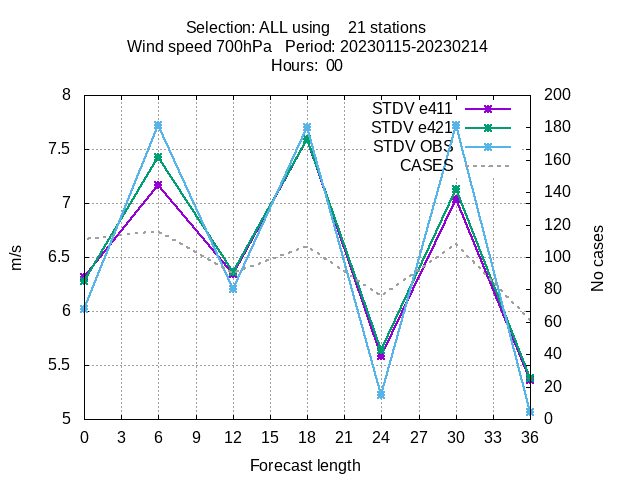 Selection: ALL using    21 stations
Wind speed 700hPa   Period: 20230115-20230214
Hours:  00
STDV e411
STDV e421
STDV OBS
CASES
8
7.5
7
6.5
6
5.5
5
200
180
160
140
120
100
80
60
40
20
0
m/s
No cases
0 3 6 9 12 15 18 21 24 27 30 33 36
Forecast length